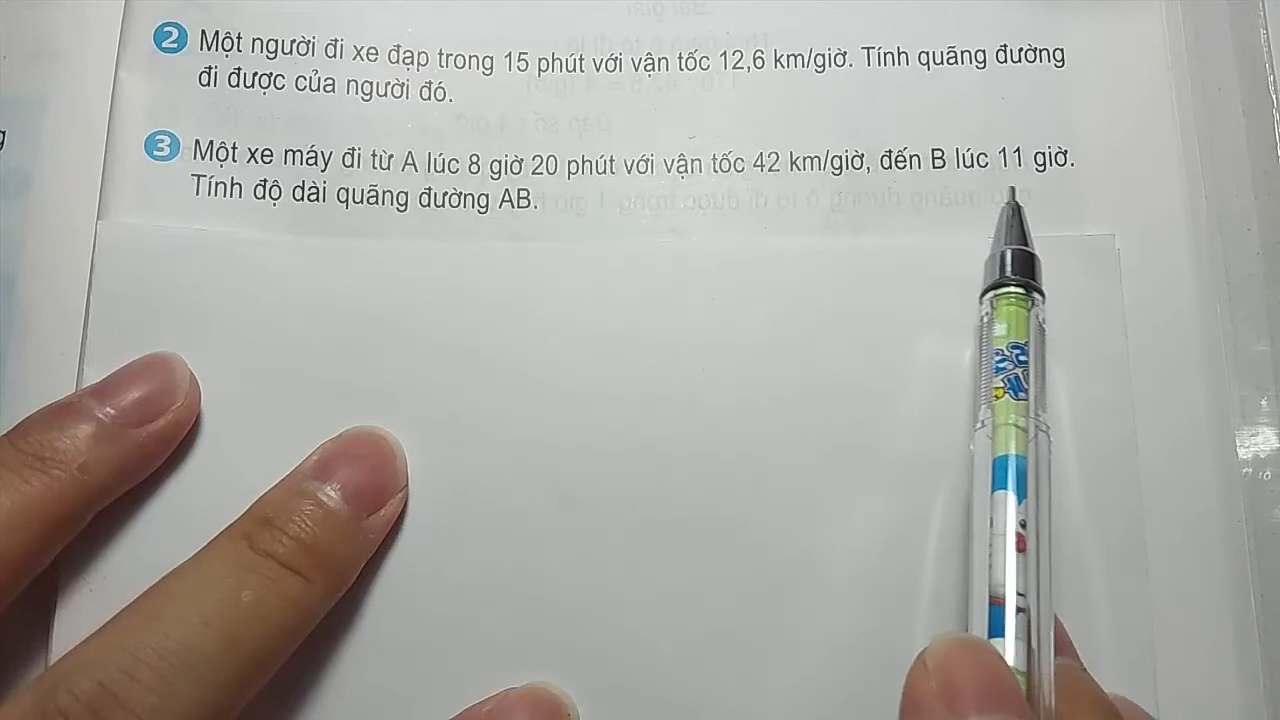 2 Một người đi xe đạp trong 15 phút với vận tốc 12,6 km/giờ. Tính quãng đường
đi được của người đó.
3 Một xe máy đi từ A lúc 8 giờ 20 phút với vận tốc 42 km/giờ, đến B lúc 11 giờ.
Tính độ dài quãng đường AB.